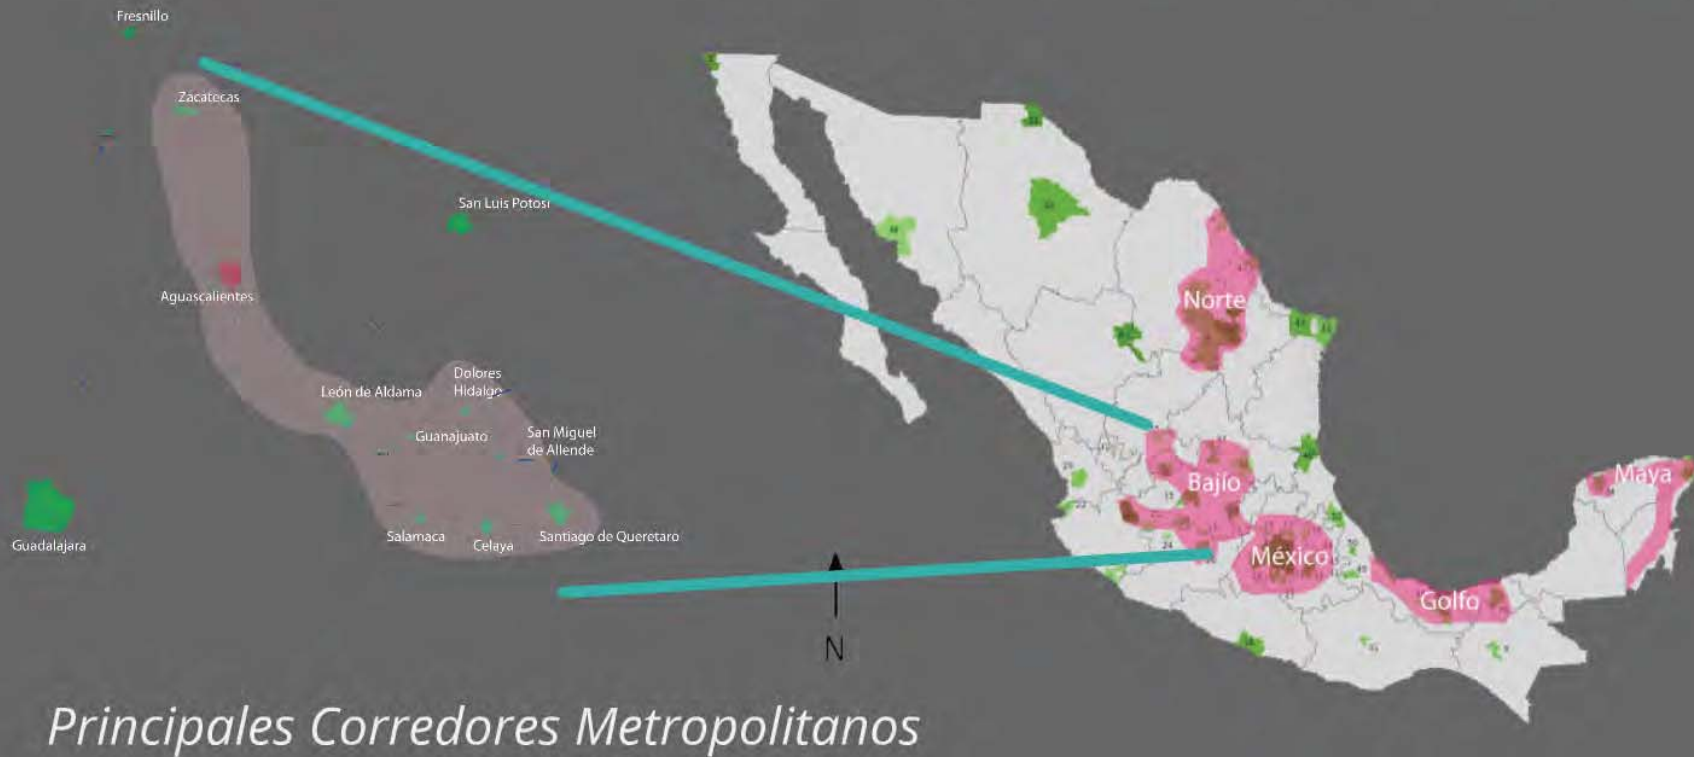 Fresnillo
Zacatecas
San Luis Potosí
Aguascalientes
León de Aldama
Dolores
Hidalgo
Guanajuato
San Miguel
de Allende
Guadalajara
Salamaca
Celaya
Santiago de Queretaro
Norte
Bajío
México
Golfo
Maya
N
Principales Corredores Metropolitanos